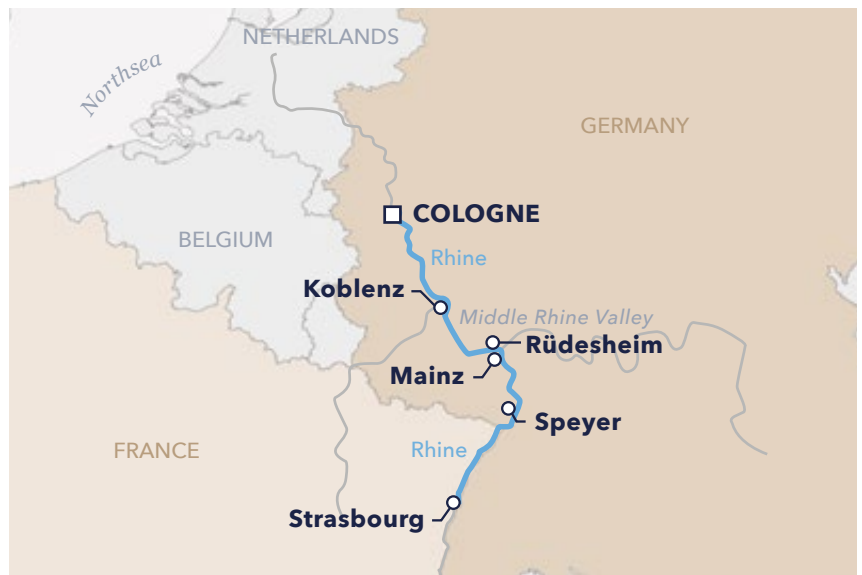 NETHERLANDS
Northsea
GERMANY
COLOGNE
BELGIUM
Rhine
Koblenz
Middle Rhine Valley
Rüdesheim
Mainz
Speyer
FRANCE
Rhine
Strasbourg